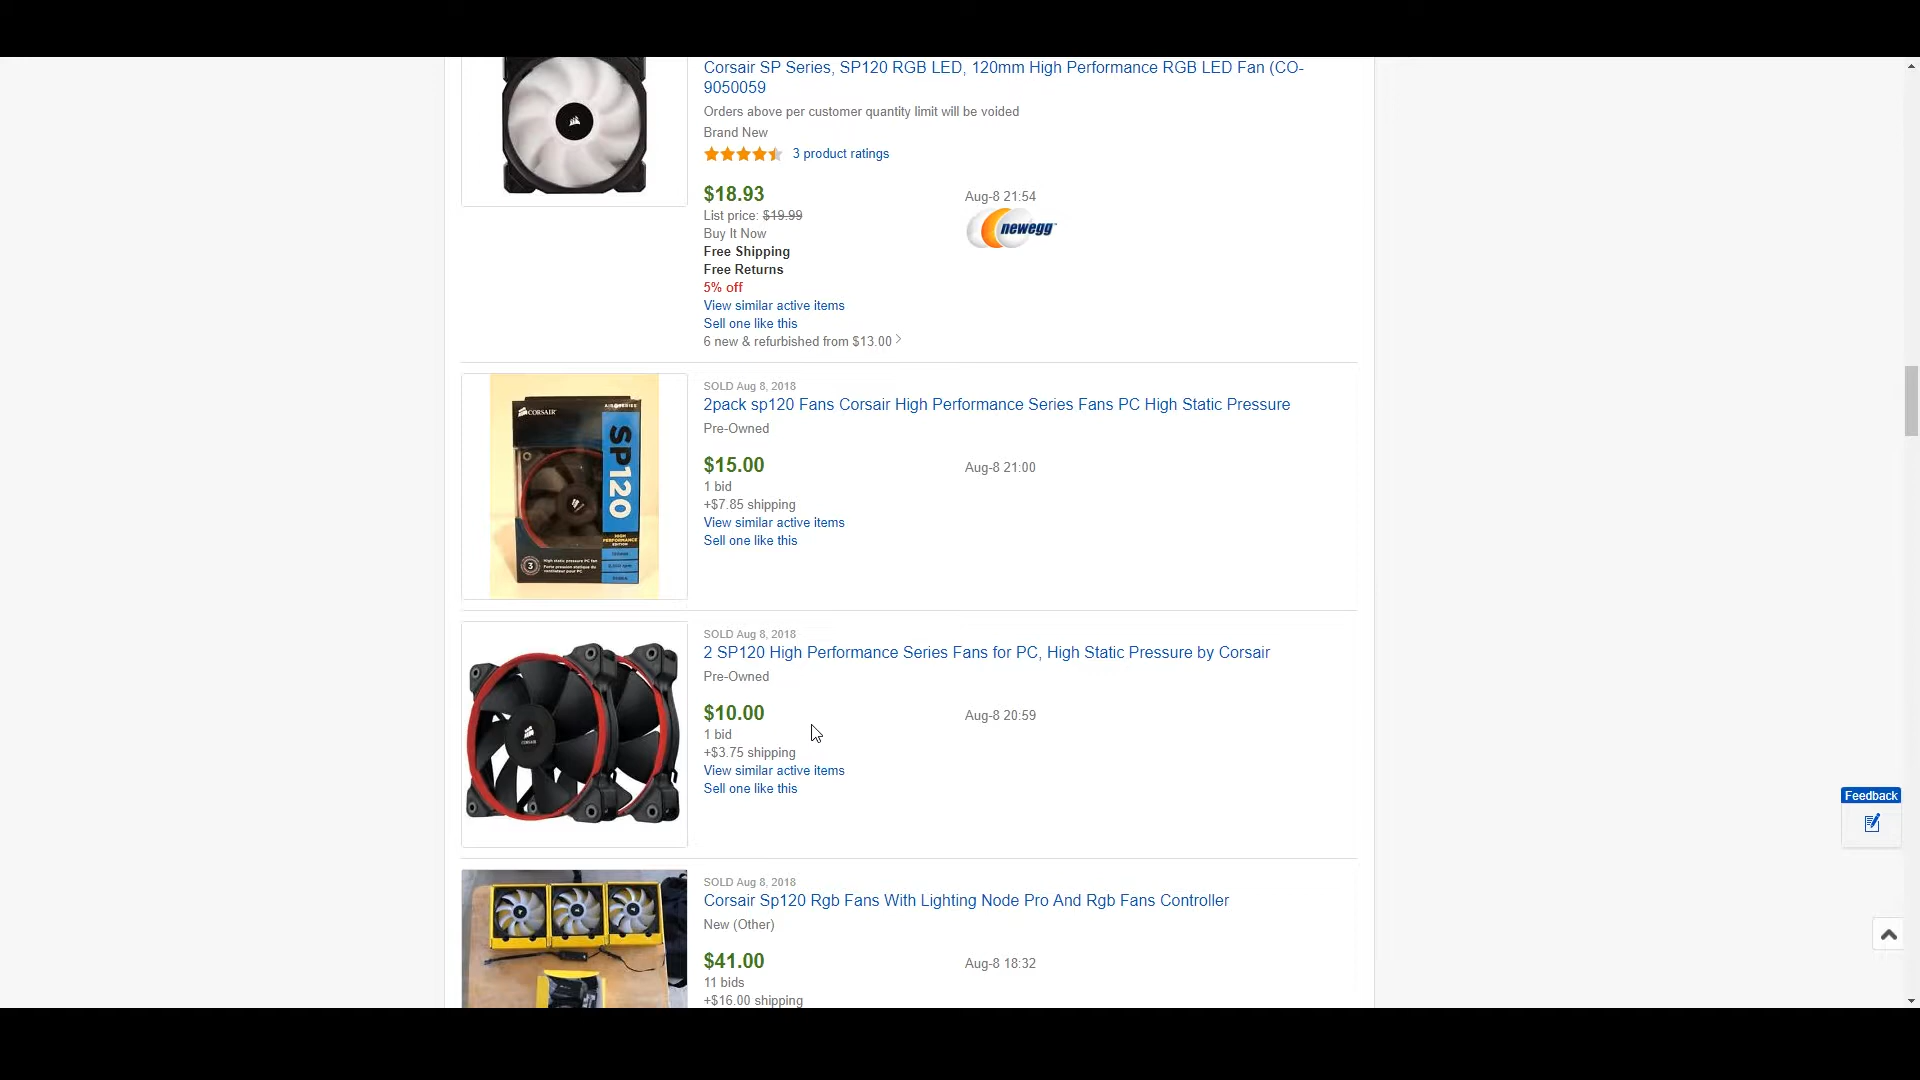 Corsair SP Series, SP120 RGB LED, 120mm High Performance RGB LED Fan (CO-
9050059
Orders above per customer quantity limit will be voided
Brand New
3 product ratings
$18.93
Aug-8 21:54
List price: $19.99
newegg
Buy It Now
Free Shipping
Free Returns
5% off
View similar active items
Sell one like this
6 new & refurbished from $13.00
SOLD Aug 8, 2018
2pack sp120 Fans Corsair High Performance Series Fans PC High Static Pressure
Pre-Owned
$15.00
Aug-8 21:00
1 bid
+$7.85 shipping
View similar active items
Sell one like this
CORSAIR
SP120
3
SOLD Aug 8, 2018
2 SP120 High Performance Series Fans for PC, High Static Pressure by Corsair
Pre-Owned
$10.00
Aug-8 20:59
1 bid
+$3.75 shipping
View similar active items
Sell one like this
SOLD Aug 8, 2018
Corsair Sp120 Rgb Fans With Lighting Node Pro And Rgb Fans Controller
New (Other)
$41.00
Aug-8 18:32
11 bids
+$16.00 shipping
Feedback